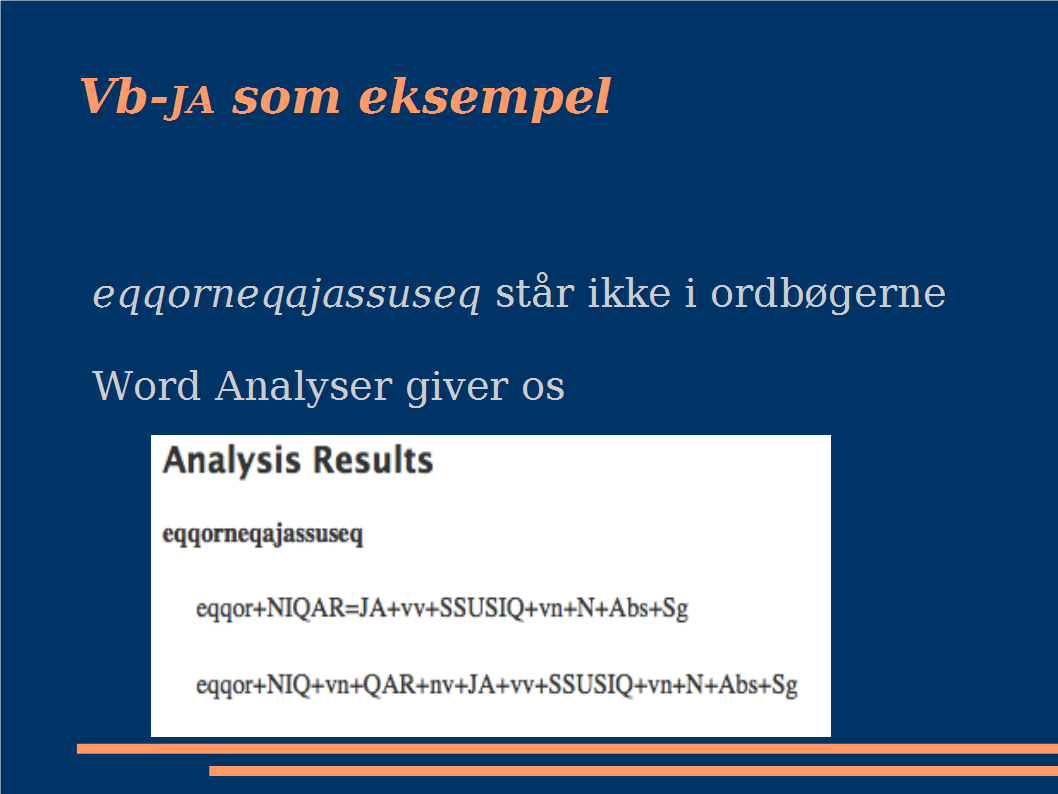 Vb-JA som eksempel
eqqorneqajassuseq står ikke i ordbøgerne
Word Analyser giver os
Analysis Results
eqqorneqajassuseq
eqqor+NIQAR=JA+vv+SSUSIQ+vn+N+Abs+Sg
eqqor+NIQ+vn+QAR+nv+JA+vv+SSUSIQ+vn+N+Abs+Sg